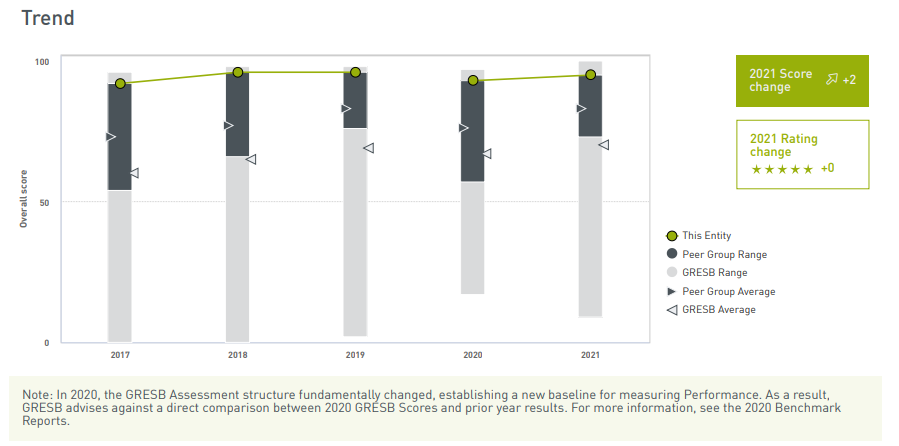 Trend
100
50
0
Overall score
2017
2018
2019
2020
2021
2021 Score
change
+2
2021 Rating
change
★★★★★ +0
This Entity
Peer Group Range
GRESB Range
Peer Group Average
GRESB Average
Note: In 2020, the GRESB Assessment structure fundamentally changed, establishing a new baseline for measuring Performance. As a result,
GRESB advises against a direct comparison between 2020 GRESB Scores and prior year results. For more information, see the 2020 Benchmark
Reports.